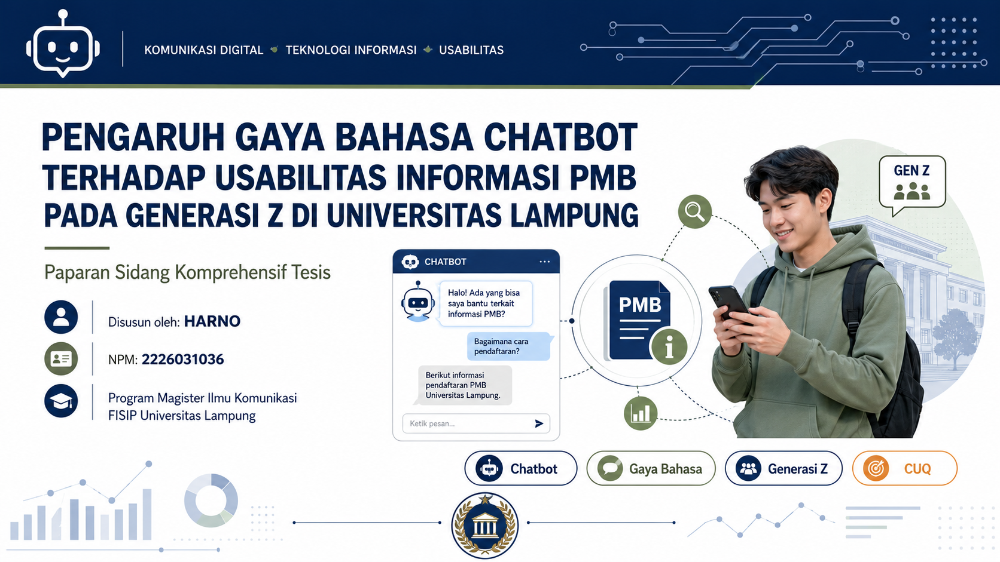 KOMUNIKASI DIGITAL TEKNOLOGI INFORMASI USABILITAS
PENGARUH GAYA BAHASA CHATBOT
TERHADAP USABILITAS INFORMASI PMB
PADA GENERASI Z DI UNIVERSITAS LAMPUNG
Paparan Sidang Komprehensif Tesis
Disusun oleh: HARNO
NPM: 2226031036
Program Magister Ilmu Komunikasi
FISIP Universitas Lampung
CHATBOT
Halo! Ada yang bisa
saya bantu terkait
informasi PMB?
Bagaimana cara
pendaftaran?
Berikut informasi
pendaftaran PMB
Universitas Lampung.
Ketik pesan...
PMB
i
GEN Z
Chatbot
Gaya Bahasa
Generasi Z
CUQ